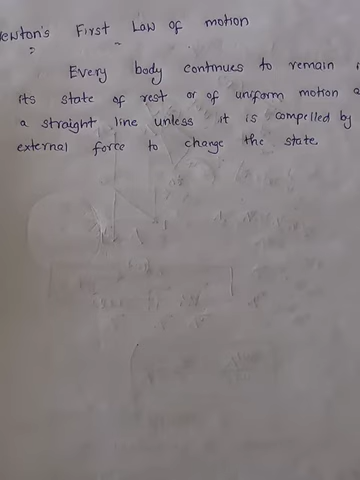 Newton's First Law of motion
Every body continues to remain
its state of rest or of uniform motion
a straight line unless it is compelled by
external force to change the state